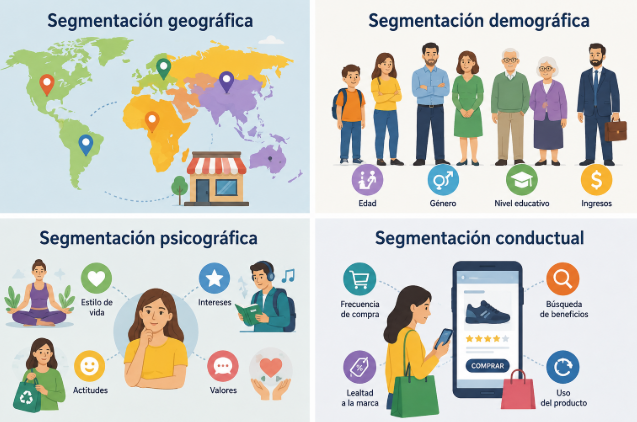 Segmentación geográfica
Segmentación demográfica
Edad
Género
Nivel educativo
Ingresos
Segmentación psicográfica
Estilo de
vida
Intereses
Actitudes
Valores
Segmentación conductual
Frecuencia
de compra
Búsqueda
de beneficios
COMPRAR
Lealtad
a la marca
Uso
del producto